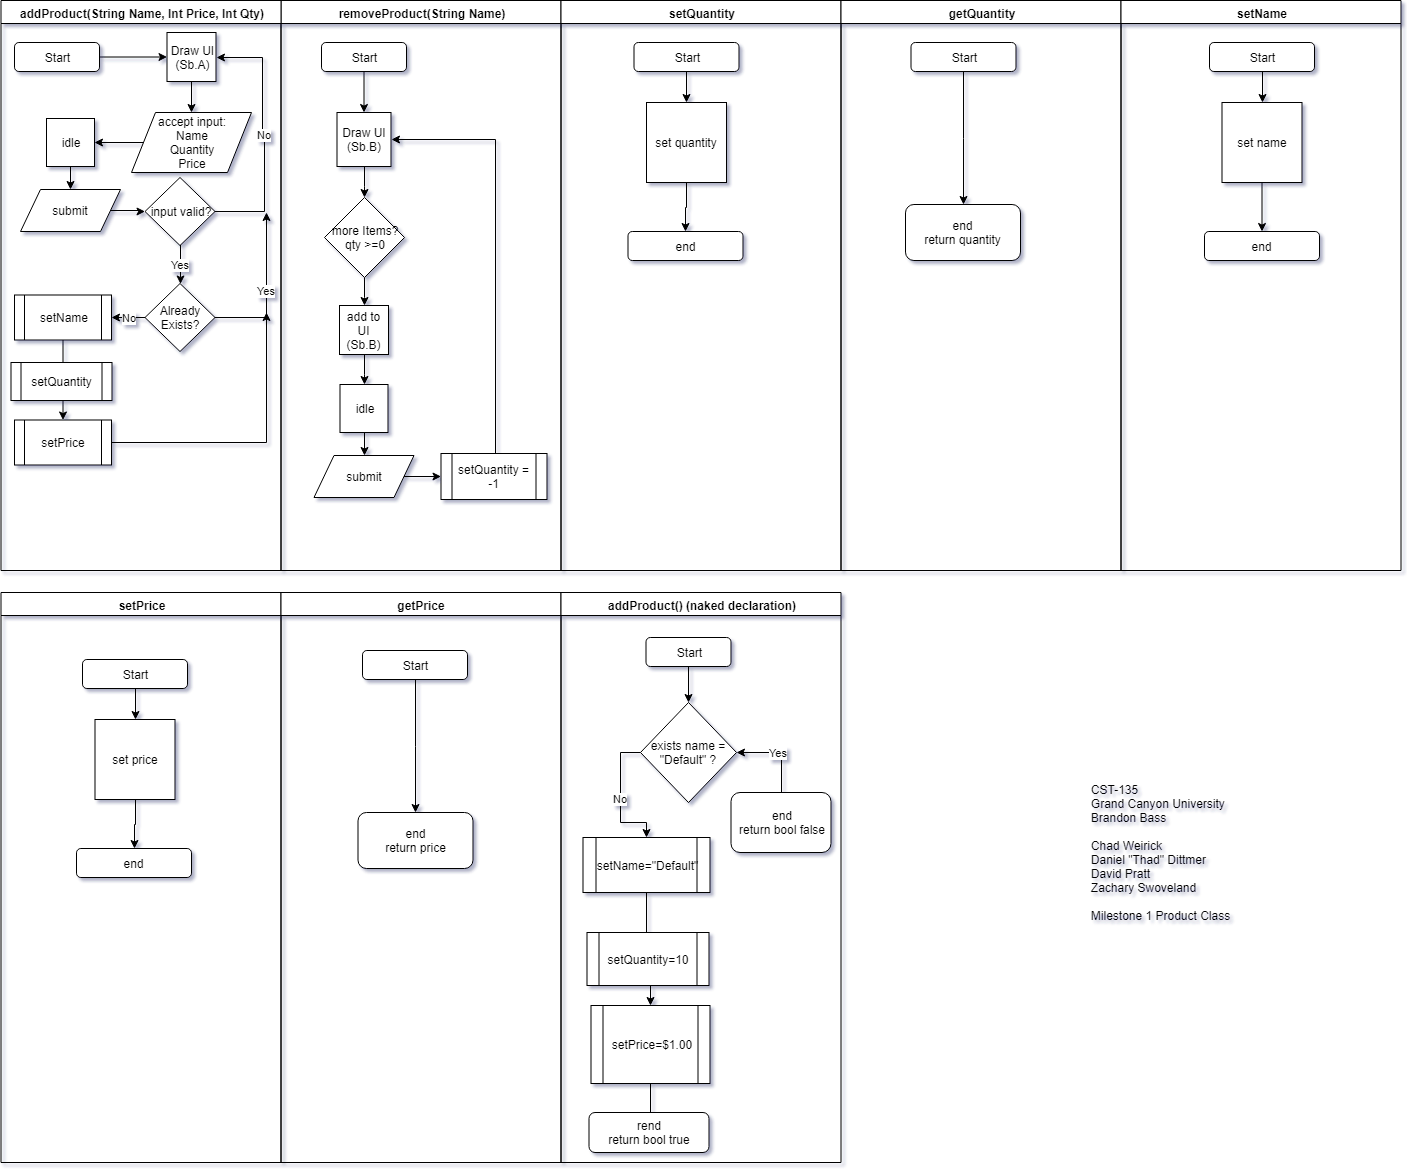 addProduct(String Name, Int Price, Int Qty)
Start
Draw UI
(Sb.A)
accept input:
Name
Quantity
Price
idle
No
submit
input valid?
Yes
Yes
setName
No
Already
Exists?
setQuantity
setPrice
removeProduct(String Name)
Start
Draw UI
(Sb.B)
more Items?
qty >=0
add to
UI
(Sb.B)
idle
submit
setQuantity =
-1
setQuantity
Start
set quantity
end
getQuantity
Start
end
return quantity
setName
Start
set name
end
setPrice
Start
set price
end
getPrice
Start
end
return price
addProduct() (naked declaration)
Start
exists name =
"Default" ?
Yes
No
end
return bool false
setName="Default"
setQuantity=10
setPrice=$1.00
rend
return bool true
CST-135
Grand Canyon University
Brandon Bass
Chad Weirick
Daniel "Thad" Dittmer
David Pratt
Zachary Swoveland
Milestone 1 Product Class